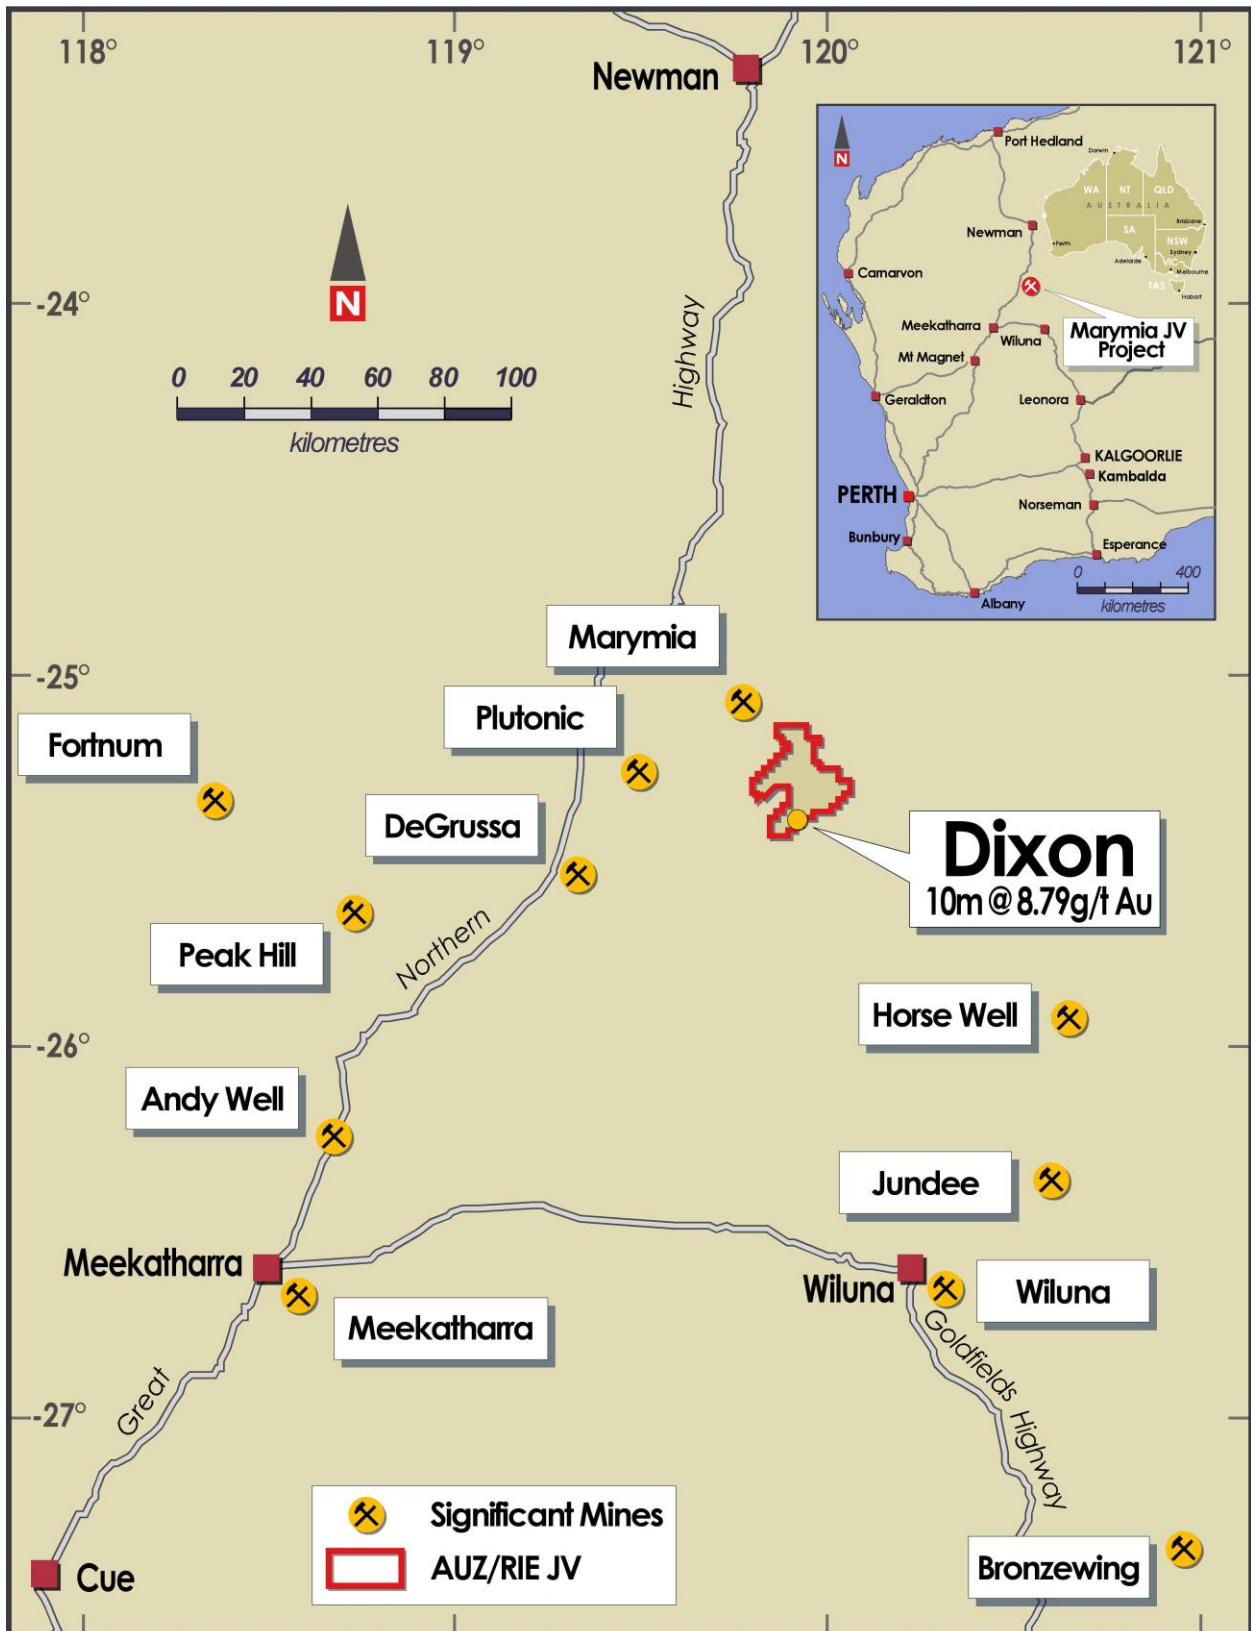 118°
119°
120°
121°
Newman
N
Port Hedland
Darwin
WA
NT
QLD
AUSTRALIA
Brisbane
SA
NSW
Perth
Sydney
Adelaide
VIC
Melbourne
TAS
Hobart
Newman
Carnarvon
Meekatharra
Wiluna
Marymia JV
Project
Mt Magnet
Geraldton
Leonora
KALGOORLIE
Kambalda
PERTH
Norseman
Bunbury
Esperance
Albany
0 400
kilometres
-24°
N
Highway
0 20 40 60 80 100
kilometres
Marymia
-25°
Plutonic
Fortnum
DeGrussa
Dixon
10m @ 8.79g/t Au
Northern
Peak Hill
Horse Well
-26°
Andy Well
Jundee
Meekatharra
Wiluna
Wiluna
Meekatharra
Goldfields Highway
Great
-27°
Significant Mines
AUZ/RIE JV
Bronzewing
Cue